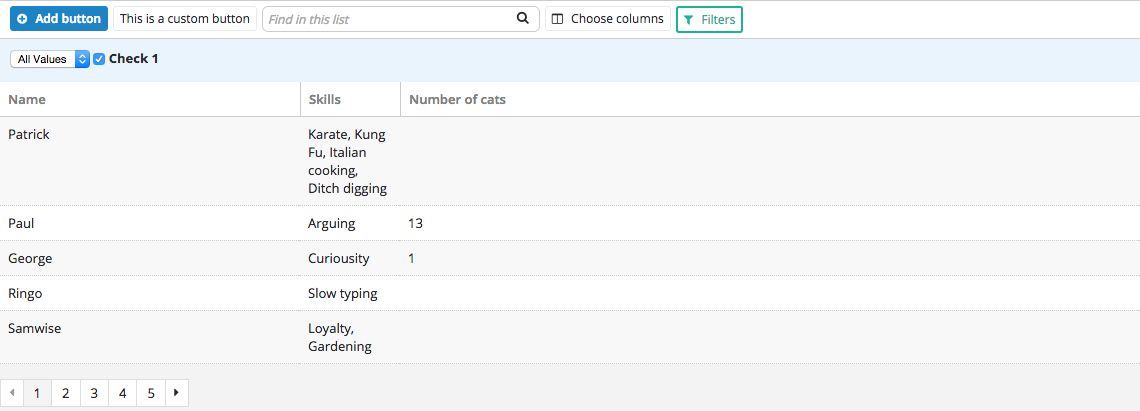 Add button This is a custom button Find in this list Choose columns Filters
All Values Check 1
Name Skills Number of cats
Patrick Karate, Kung
Fu, Italian
cooking,
Ditch digging
Paul Arguing 13
George Curiousity 1
Ringo Slow typing
Samwise Loyalty,
Gardening
1 2 3 4 5